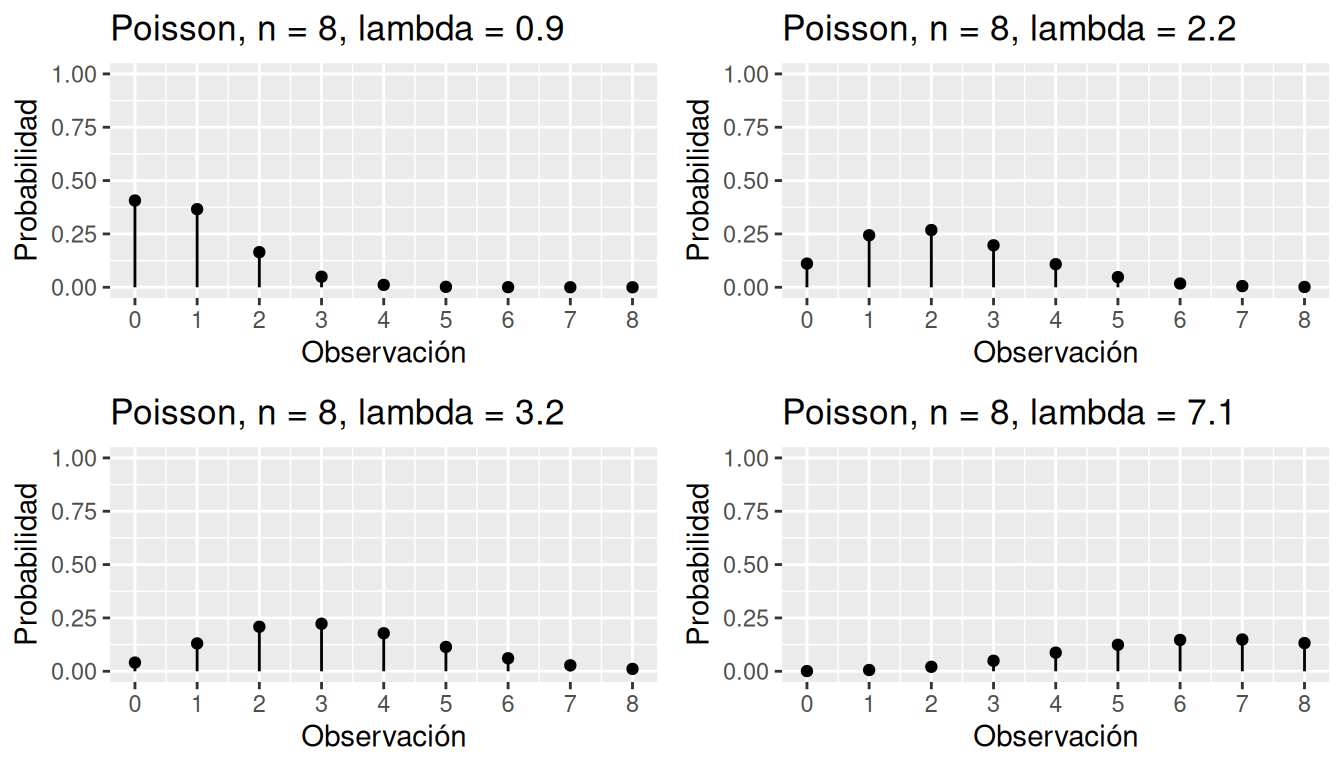 Poisson, n = 8, lambda = 0.9
1.00
0.75
0.50
0.25
0.00
Probabilidad
0 1 2 3 4 5 6 7 8
Observación
Poisson, n = 8, lambda = 2.2
1.00
0.75
0.50
0.25
0.00
Probabilidad
0 1 2 3 4 5 6 7 8
Observación
Poisson, n = 8, lambda = 3.2
1.00
0.75
0.50
0.25
0.00
Probabilidad
0 1 2 3 4 5 6 7 8
Observación
Poisson, n = 8, lambda = 7.1
1.00
0.75
0.50
0.25
0.00
Probabilidad
0 1 2 3 4 5 6 7 8
Observación